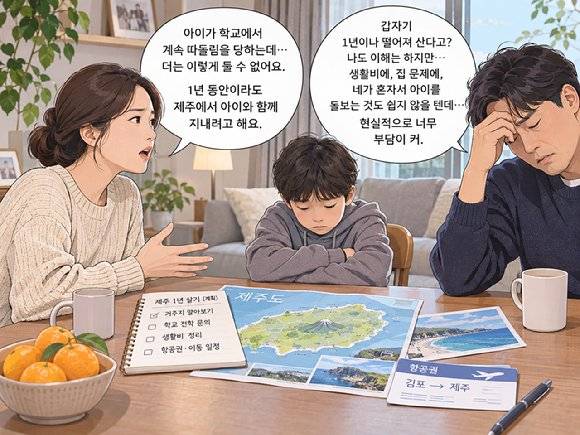 아이가 학교에서
계속 따돌림을 당하는데…
더는 이렇게 둘 수 없어요.
1년 동안이라도
제주에서 아이와 함께
지내려고 해요.
갑자기
1년이나 떨어져 산다고?
나도 이해는 하지만…
생활비에, 집 문제에,
네가 혼자서 아이를
돌보는 것도 쉽지 않을 텐데…
현실적으로 너무
부담이 커.
제주 1년 살기 (계획)
거주지 알아보기
학교 전학 문의
생활비 정리
항공권·이동 일정
제주도
항공권
김포 → 제주